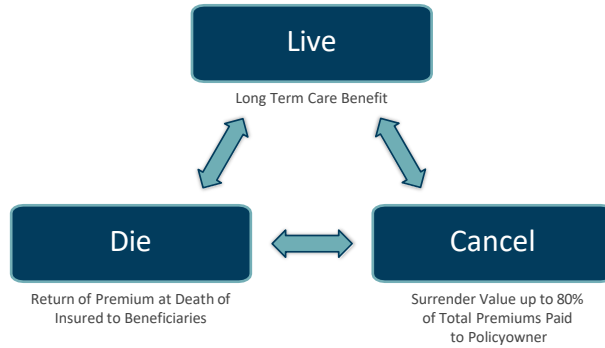 Live
Long Term Care Benefit
Die
Return of Premium at Death of
Insured to Beneficiaries
Cancel
Surrender Value up to 80%
of Total Premiums Paid
to Policyowner